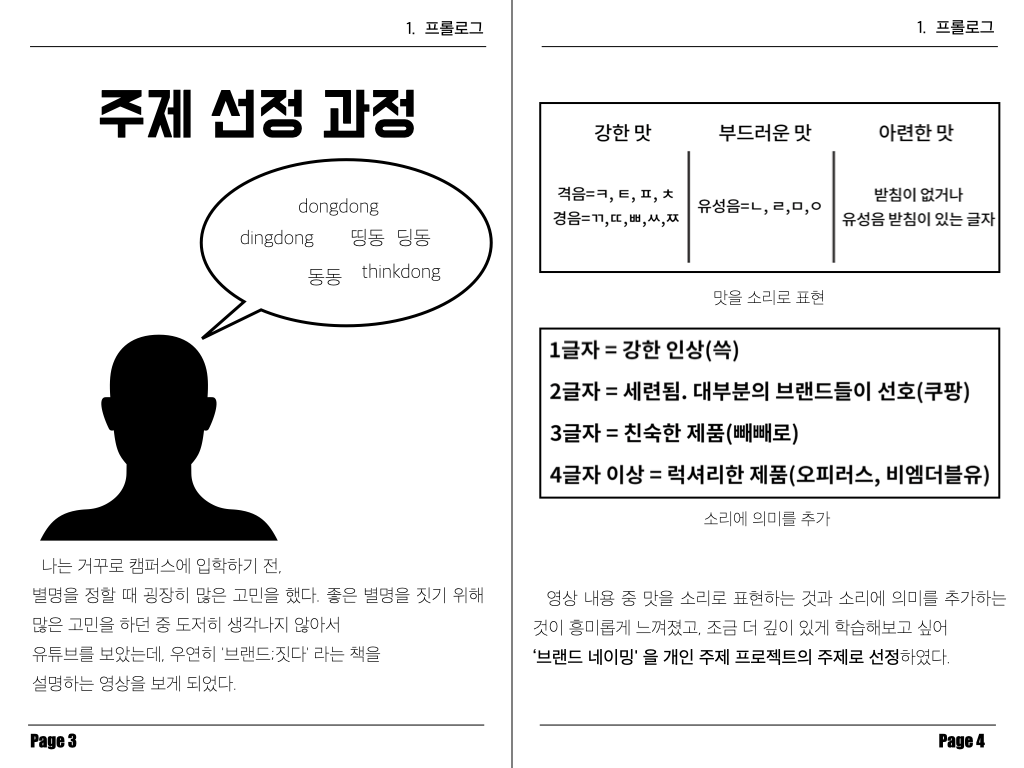 1. 프롤로그
주제 선정 과정
dongdong
dingdong 띵동 딩동
동동 thinkdong
나는 거꾸로 캠퍼스에 입학하기 전,
별명을 정할 때 굉장히 많은 고민을 했다. 좋은 별명을 짓기 위해
많은 고민을 하던 중 도저히 생각나지 않아서
유튜브를 보았는데, 우연히 '브랜드;짓다' 라는 책을
설명하는 영상을 보게 되었다.
Page 3
1. 프롤로그
강한 맛 부드러운 맛 아련한 맛
격음=ㅋ, ㅌ, ㅍ, ㅊ
경음=ㄲ,ㄸ,ㅃ,ㅆ,ㅉ
유성음=ㄴ, ㄹ,ㅁ,ㅇ
받침이 없거나
유성음 받침이 있는 글자
맛을 소리로 표현
1글자 = 강한 인상(쓱)
2글자 = 세련됨. 대부분의 브랜드들이 선호(쿠팡)
3글자 = 친숙한 제품(빼빼로)
4글자 이상 = 럭셔리한 제품(오피러스, 비엠더블유)
소리에 의미를 추가
영상 내용 중 맛을 소리로 표현하는 것과 소리에 의미를 추가하는
것이 흥미롭게 느껴졌고, 조금 더 깊이 있게 학습해보고 싶어
‘브랜드 네이밍' 을 개인 주제 프로젝트의 주제로 선정하였다.
Page 4